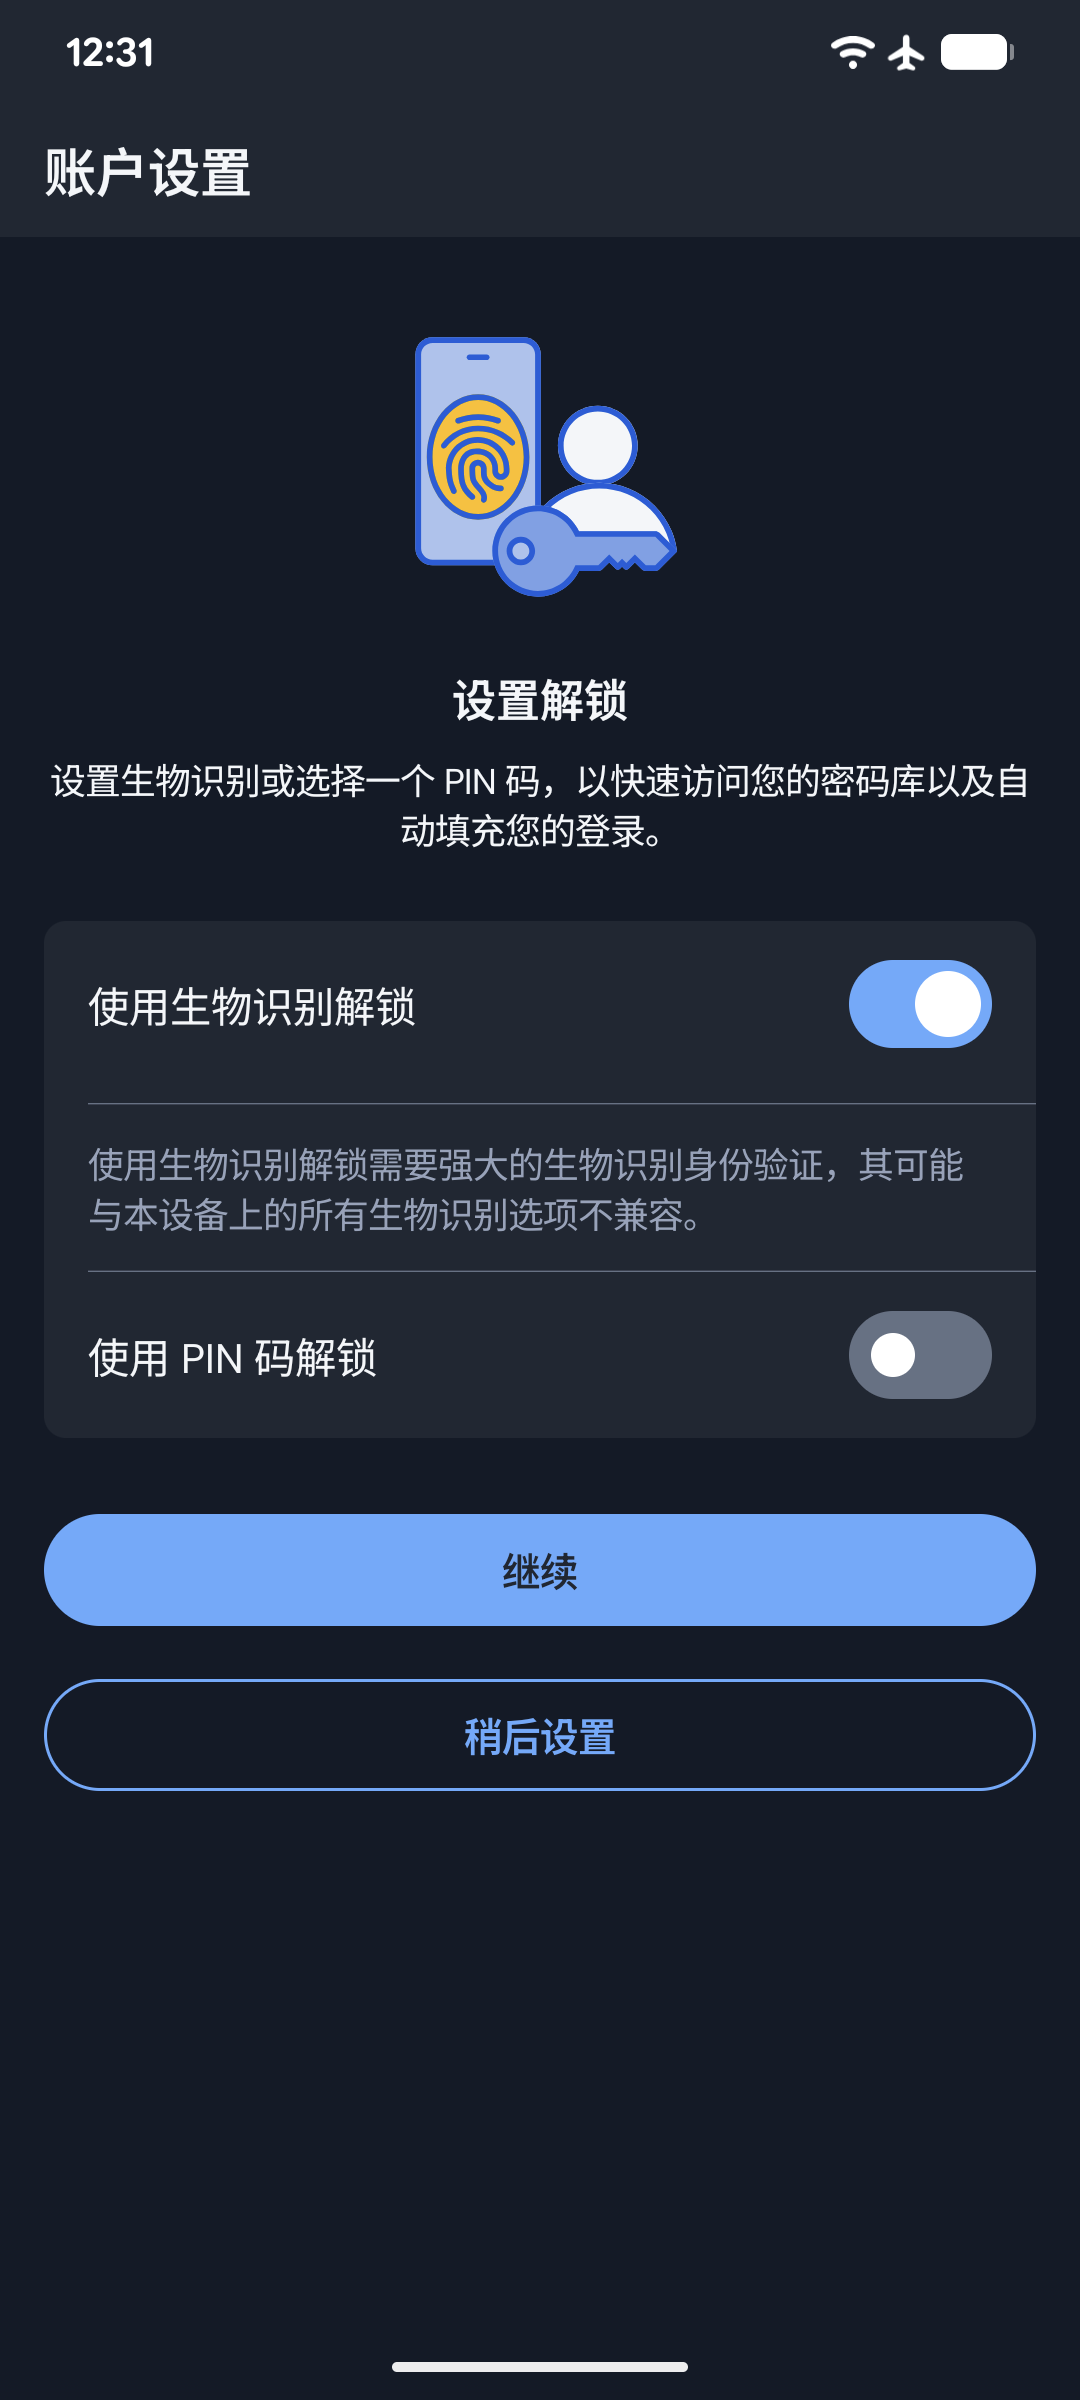 12:31
账户设置
设置解锁
设置生物识别或选择一个 PIN 码，以快速访问您的密码库以及自
动填充您的登录。
使用生物识别解锁
使用生物识别解锁需要强大的生物识别身份验证，其可能
与本设备上的所有生物识别选项不兼容。
使用 PIN 码解锁
继续
稍后设置